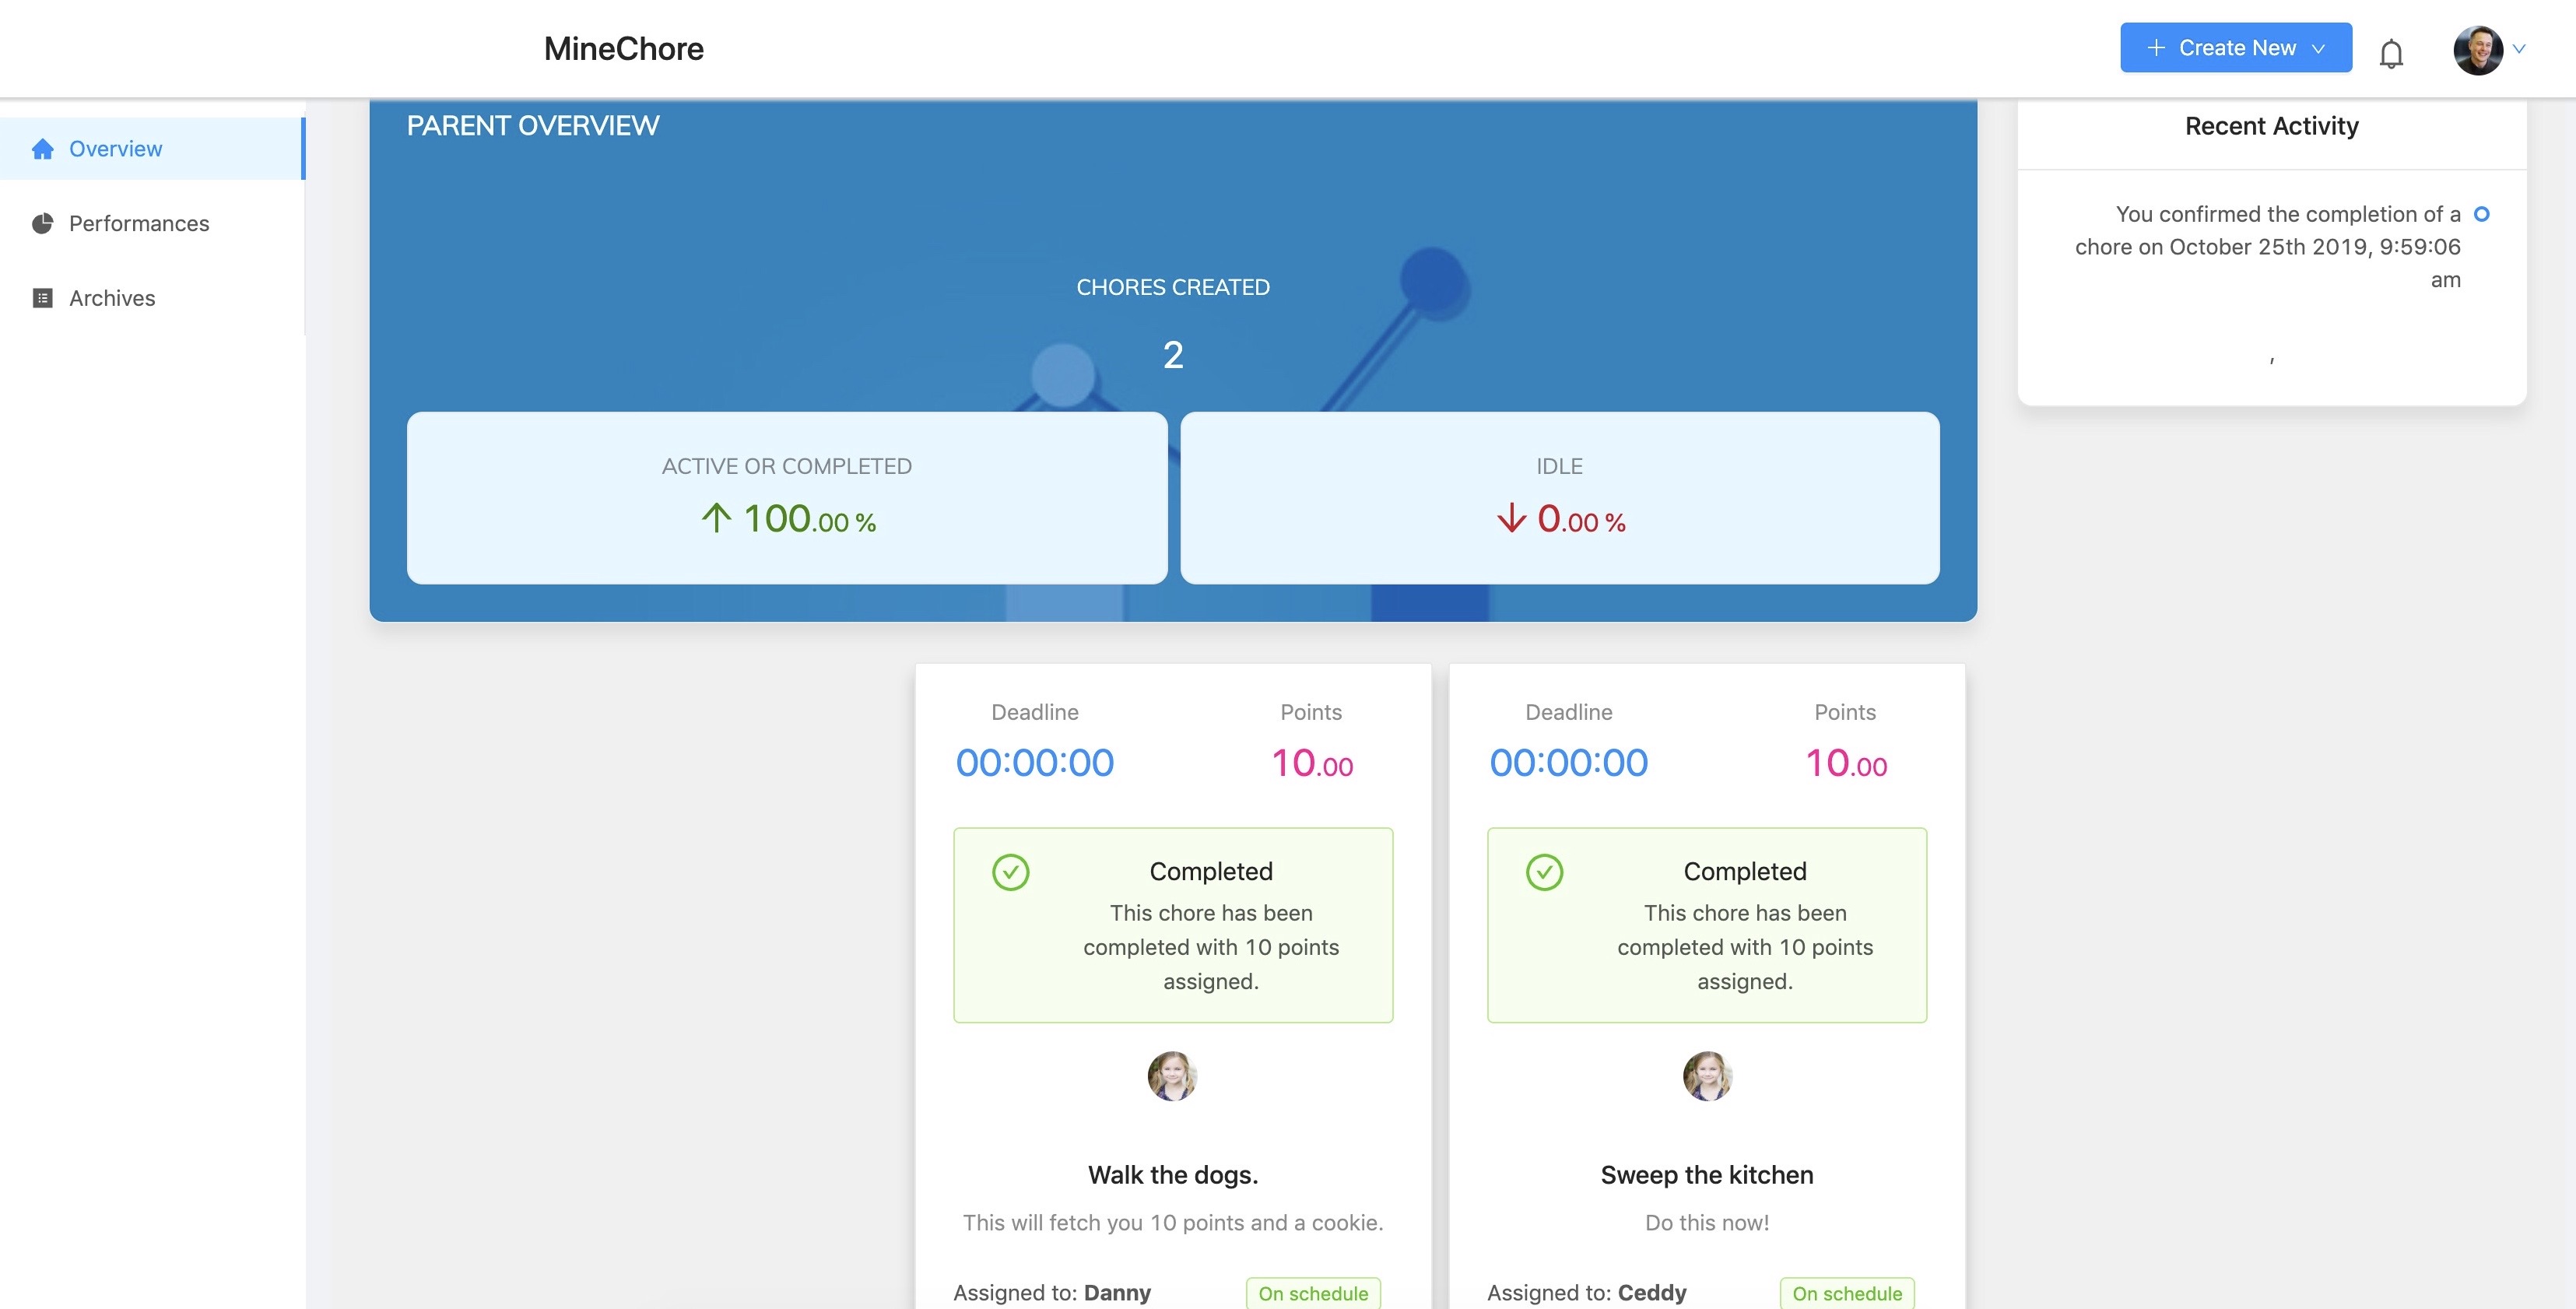 MineChore
Create New
Overview
Performances
Archives
PARENT OVERVIEW
CHORES CREATED
2
ACTIVE OR COMPLETED
100.00 %
IDLE
0.00 %
Recent Activity
You confirmed the completion of a
chore on October 25th 2019, 9:59:06
am
,
Deadline
Points
00:00:00
10.00
Completed
This chore has been
completed with 10 points
assigned.
Walk the dogs.
This will fetch you 10 points and a cookie.
Assigned to: Danny
On schedule
Deadline
Points
00:00:00
10.00
Completed
This chore has been
completed with 10 points
assigned.
Sweep the kitchen
Do this now!
Assigned to: Ceddy
On schedule